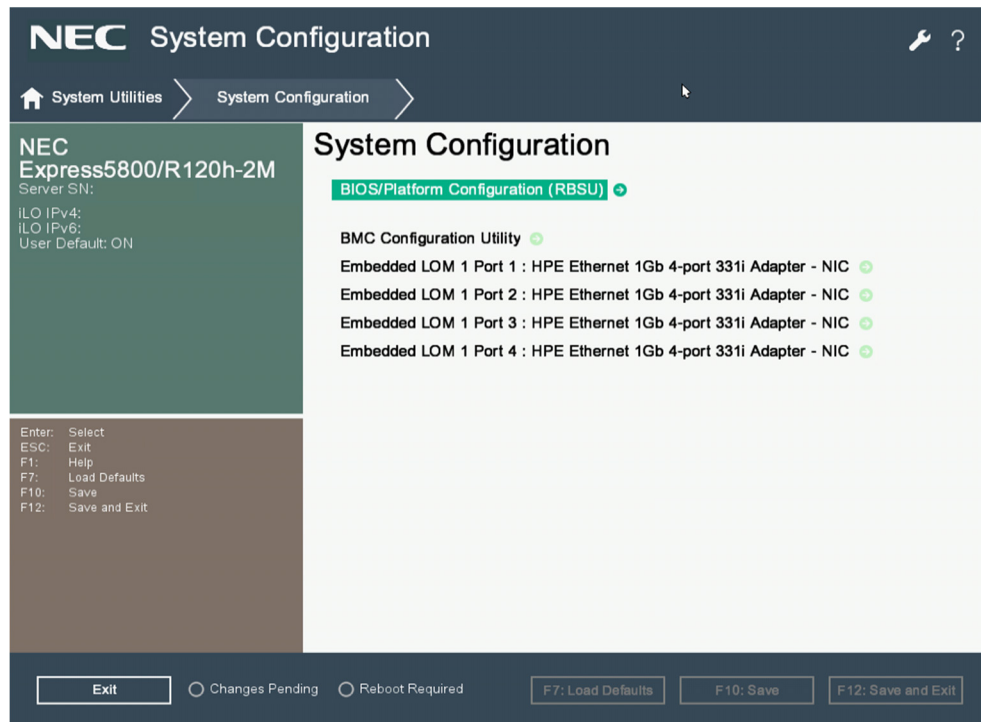 NEC System Configuration
?
System Utilities
System Configuration
NEC
Express5800/R120h-2M
Server SN:
iLO IPv4:
iLO IPv6:
User Default: ON
System Configuration
BIOS/Platform Configuration (RBSU)
BMC Configuration Utility
Embedded LOM 1 Port 1 : HPE Ethernet 1Gb 4-port 331i Adapter - NIC
Embedded LOM 1 Port 2 : HPE Ethernet 1Gb 4-port 331i Adapter - NIC
Embedded LOM 1 Port 3 : HPE Ethernet 1Gb 4-port 331i Adapter - NIC
Embedded LOM 1 Port 4 : HPE Ethernet 1Gb 4-port 331i Adapter - NIC
Enter: Select
ESC: Exit
F1: Help
F7: Load Defaults
F10: Save
F12: Save and Exit
Exit
Changes Pending
Reboot Required
F7: Load Defaults
F10: Save
F12: Save and Exit